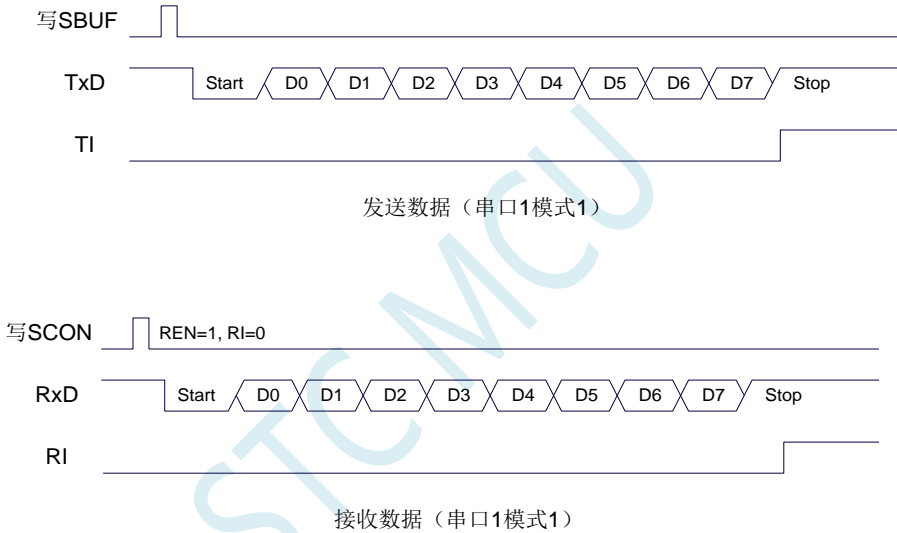 写SBUF
TxD Start D0 D1 D2 D3 D4 D5 D6 D7 Stop
TI
发送数据（串口1模式1）
写SCON REN=1, RI=0
RxD Start D0 D1 D2 D3 D4 D5 D6 D7 Stop
RI
接收数据（串口1模式1）
STC MCU